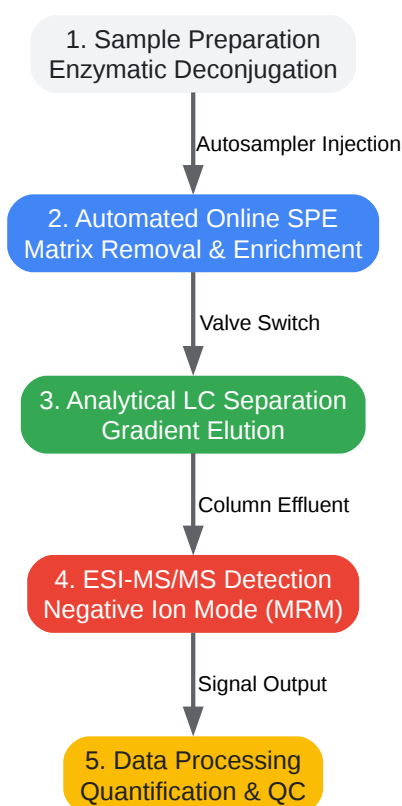 1. Sample Preparation
Enzymatic Deconjugation
Autosampler Injection
2. Automated Online SPE
Matrix Removal & Enrichment
Valve Switch
3. Analytical LC Separation
Gradient Elution
Column Effluent
4. ESI-MS/MS Detection
Negative Ion Mode (MRM)
Signal Output
5. Data Processing
Quantification & QC